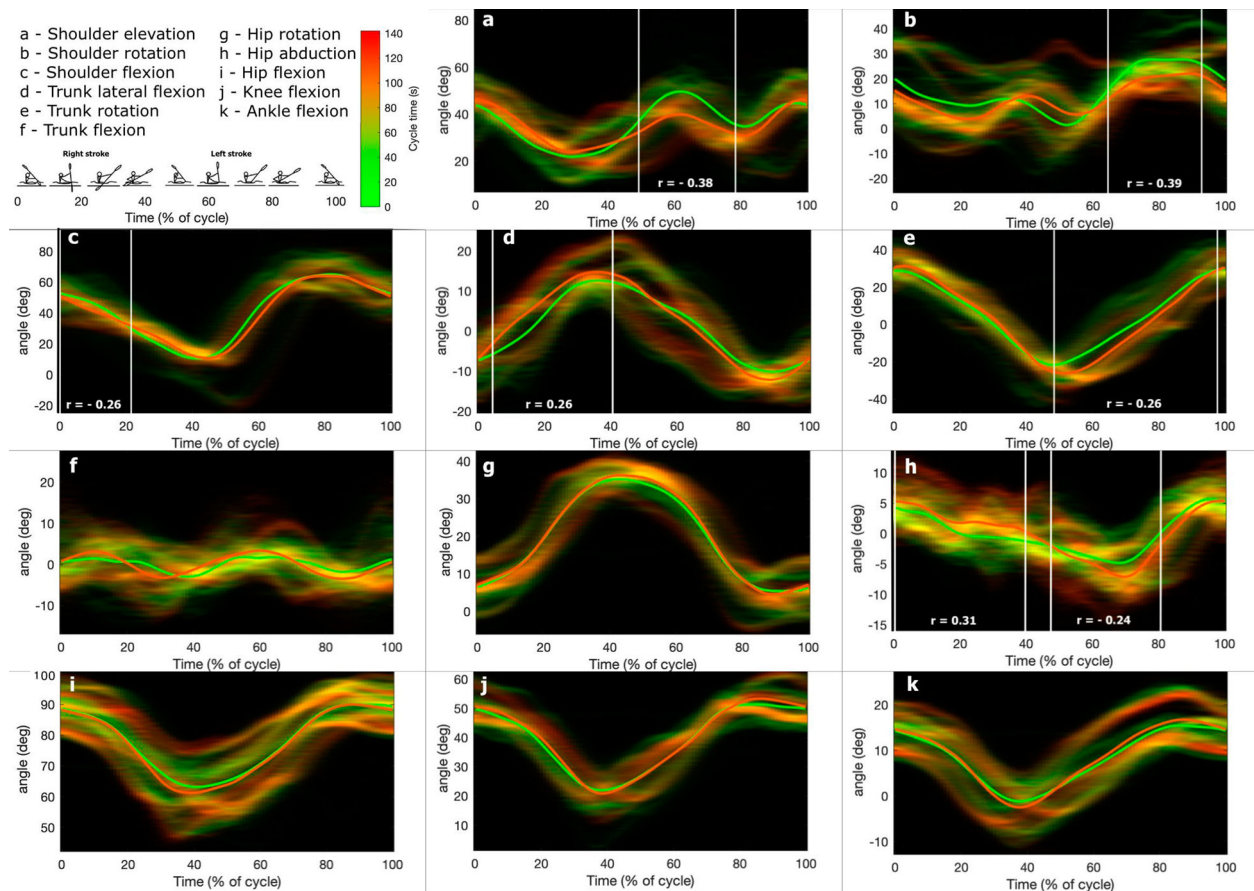 a - Shoulder elevation
b - Shoulder rotation
c - Shoulder flexion
d - Trunk lateral flexion
e - Trunk rotation
f - Trunk flexion
g - Hip rotation
h - Hip abduction
i - Hip flexion
j - Knee flexion
k - Ankle flexion
Right stroke
Left stroke
0 20 40 60 80 100
Time (% of cycle)
140
120
100
80
60
40
20
0
Cycle time (s)
a
80
60
40
20
angle (deg)
r = - 0.38
0 20 40 60 80 100
Time (% of cycle)
b
40
30
20
10
0
-10
-20
angle (deg)
r = - 0.39
0 20 40 60 80 100
Time (% of cycle)
c
80
60
40
20
0
-20
angle (deg)
r = - 0.26
0 20 40 60 80 100
Time (% of cycle)
d
20
10
0
-10
-20
angle (deg)
r = 0.26
0 20 40 60 80 100
Time (% of cycle)
e
40
20
0
-20
-40
angle (deg)
r = - 0.26
0 20 40 60 80 100
Time (% of cycle)
f
20
10
0
-10
angle (deg)
0 20 40 60 80 100
Time (% of cycle)
g
40
30
20
10
0
angle (deg)
0 20 40 60 80 100
Time (% of cycle)
h
10
5
0
-5
-10
-15
angle (deg)
r = 0.31
r = - 0.24
0 20 40 60 80 100
Time (% of cycle)
i
100
90
80
70
60
50
angle (deg)
0 20 40 60 80 100
Time (% of cycle)
j
60
50
40
30
20
10
angle (deg)
0 20 40 60 80 100
Time (% of cycle)
k
20
10
0
-10
angle (deg)
0 20 40 60 80 100
Time (% of cycle)